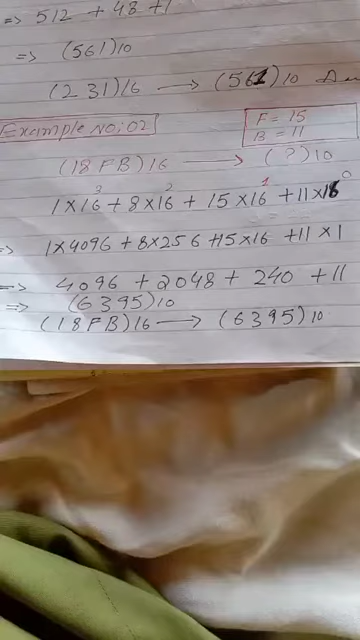 => 512 + 48 + 1
=> (561)10
(231)16 → (561)10 Ans
Example No:02
F = 15
B = 11
(18FB)16 → (?)10
1×16³ + 8×16² + 15×16¹ + 11×16⁰
=> 1×4096 + 8×256 + 15×16 + 11×1
=> 4096 + 2048 + 240 + 11
=> (6395)10
(18FB)16 → (6395)10